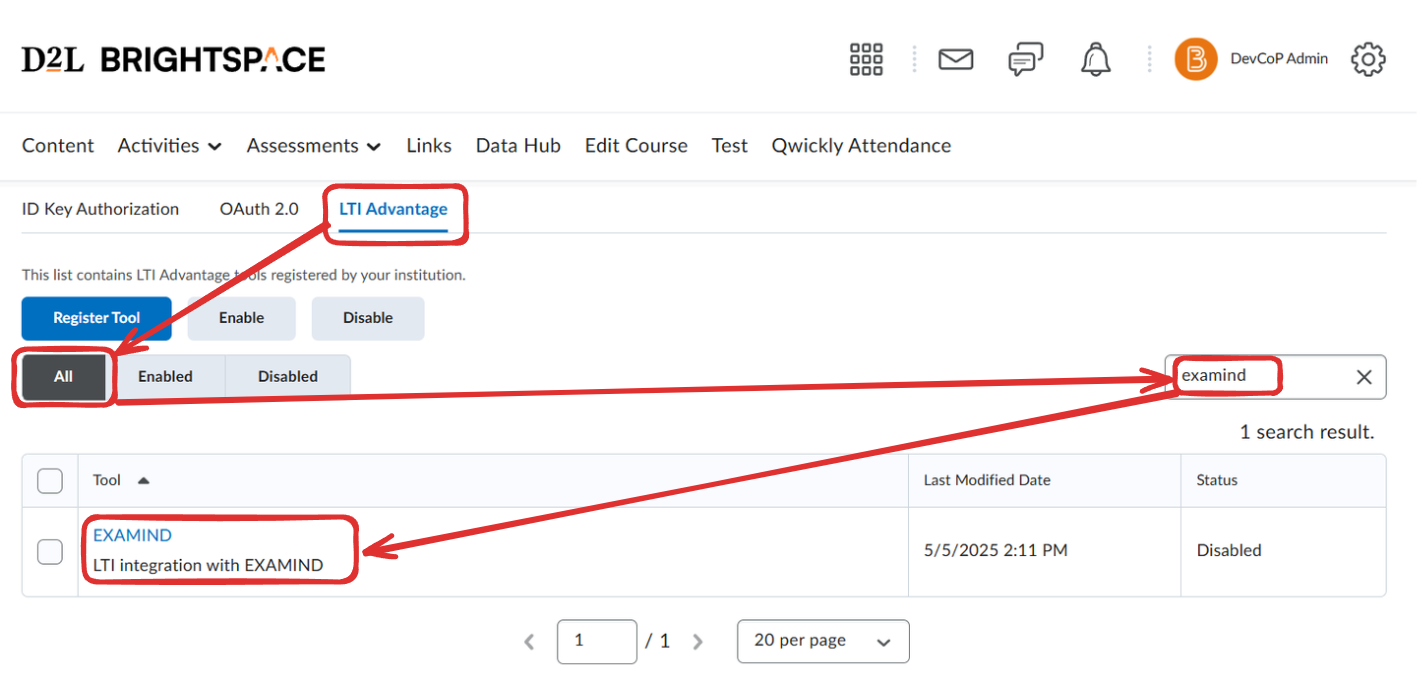 D2L BRIGHTSPACE
B DevCoP Admin
Content Activities Assessments Links Data Hub Edit Course Test Qwickly Attendance
ID Key Authorization OAuth 2.0 LTI Advantage
This list contains LTI Advantage tools registered by your institution.
Register Tool Enable Disable
All Enabled Disabled examind
1 search result.
Tool Last Modified Date Status
EXAMIND
LTI integration with EXAMIND 5/5/2025 2:11 PM Disabled
1 / 1 20 per page